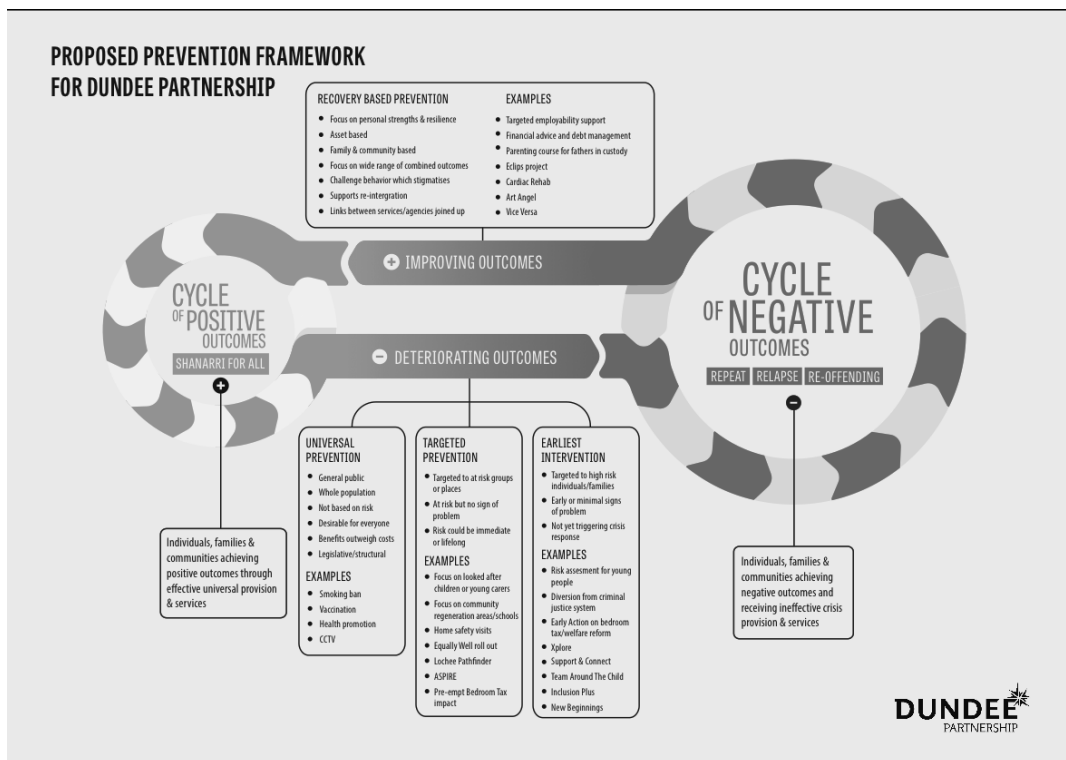 PROPOSED PREVENTION FRAMEWORK
FOR DUNDEE PARTNERSHIP
RECOVERY BASED PREVENTION
Focus on personal strengths & resilience
Asset based
Family & community based
Focus on wide range of combined outcomes
Challenge behavior which stigmatises
Supports re-intergration
Links between services/agencies joined up
EXAMPLES
Targeted employability support
Financial advice and debt management
Parenting course for fathers in custody
Eclips project
Cardiac Rehab
Art Angel
Vice Versa
+ IMPROVING OUTCOMES
CYCLE
OF POSITIVE
OUTCOMES
SHANARRI FOR ALL
+
− DETERIORATING OUTCOMES
CYCLE
OF NEGATIVE
OUTCOMES
REPEAT RELAPSE RE-OFFENDING
−
UNIVERSAL
PREVENTION
General public
Whole population
Not based on risk
Desirable for everyone
Benefits outweigh costs
Legislative/structural
EXAMPLES
Smoking ban
Vaccination
Health promotion
CCTV
TARGETED
PREVENTION
Targeted to at risk groups
or places
At risk but no sign of
problem
Risk could be immediate
or lifelong
EXAMPLES
Focus on looked after
children or young carers
Focus on community
regeneration areas/schools
Home safety visits
Equally Well roll out
Lochee Pathfinder
ASPIRE
Pre-empt Bedroom Tax
impact
EARLIEST
INTERVENTION
Targeted to high risk
individuals/families
Early or minimal signs
of problem
Not yet triggering crisis
response
EXAMPLES
Risk assesment for young
people
Diversion from criminal
justice system
Early Action on bedroom
tax/welfare reform
Xplore
Support & Connect
Team Around The Child
Inclusion Plus
New Beginnings
Individuals, families &
communities achieving
positive outcomes through
effective universal provision
& services
Individuals, families &
communities achieving
negative outcomes and
receiving ineffective crisis
provision & services
DUNDEE
PARTNERSHIP